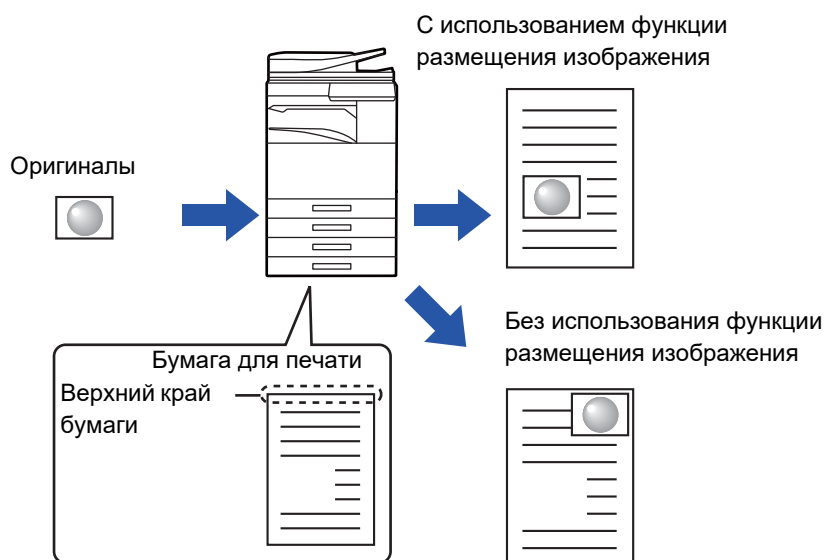 С использованием функции
размещения изображения
Оригиналы
Без использования функции
размещения изображения
Бумага для печати
Верхний край
бумаги